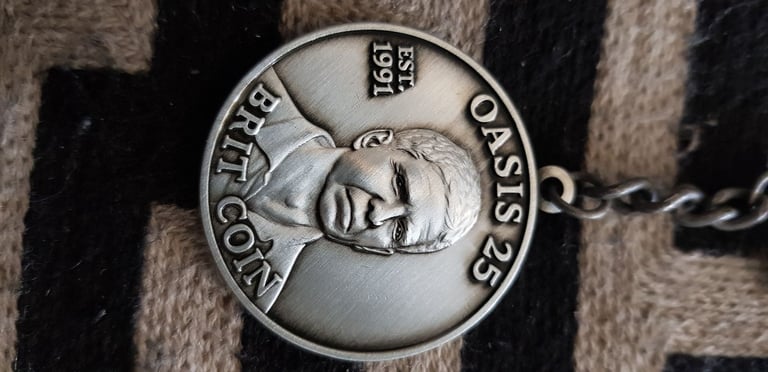 OASIS 25
EST.
1991
BRIT COIN